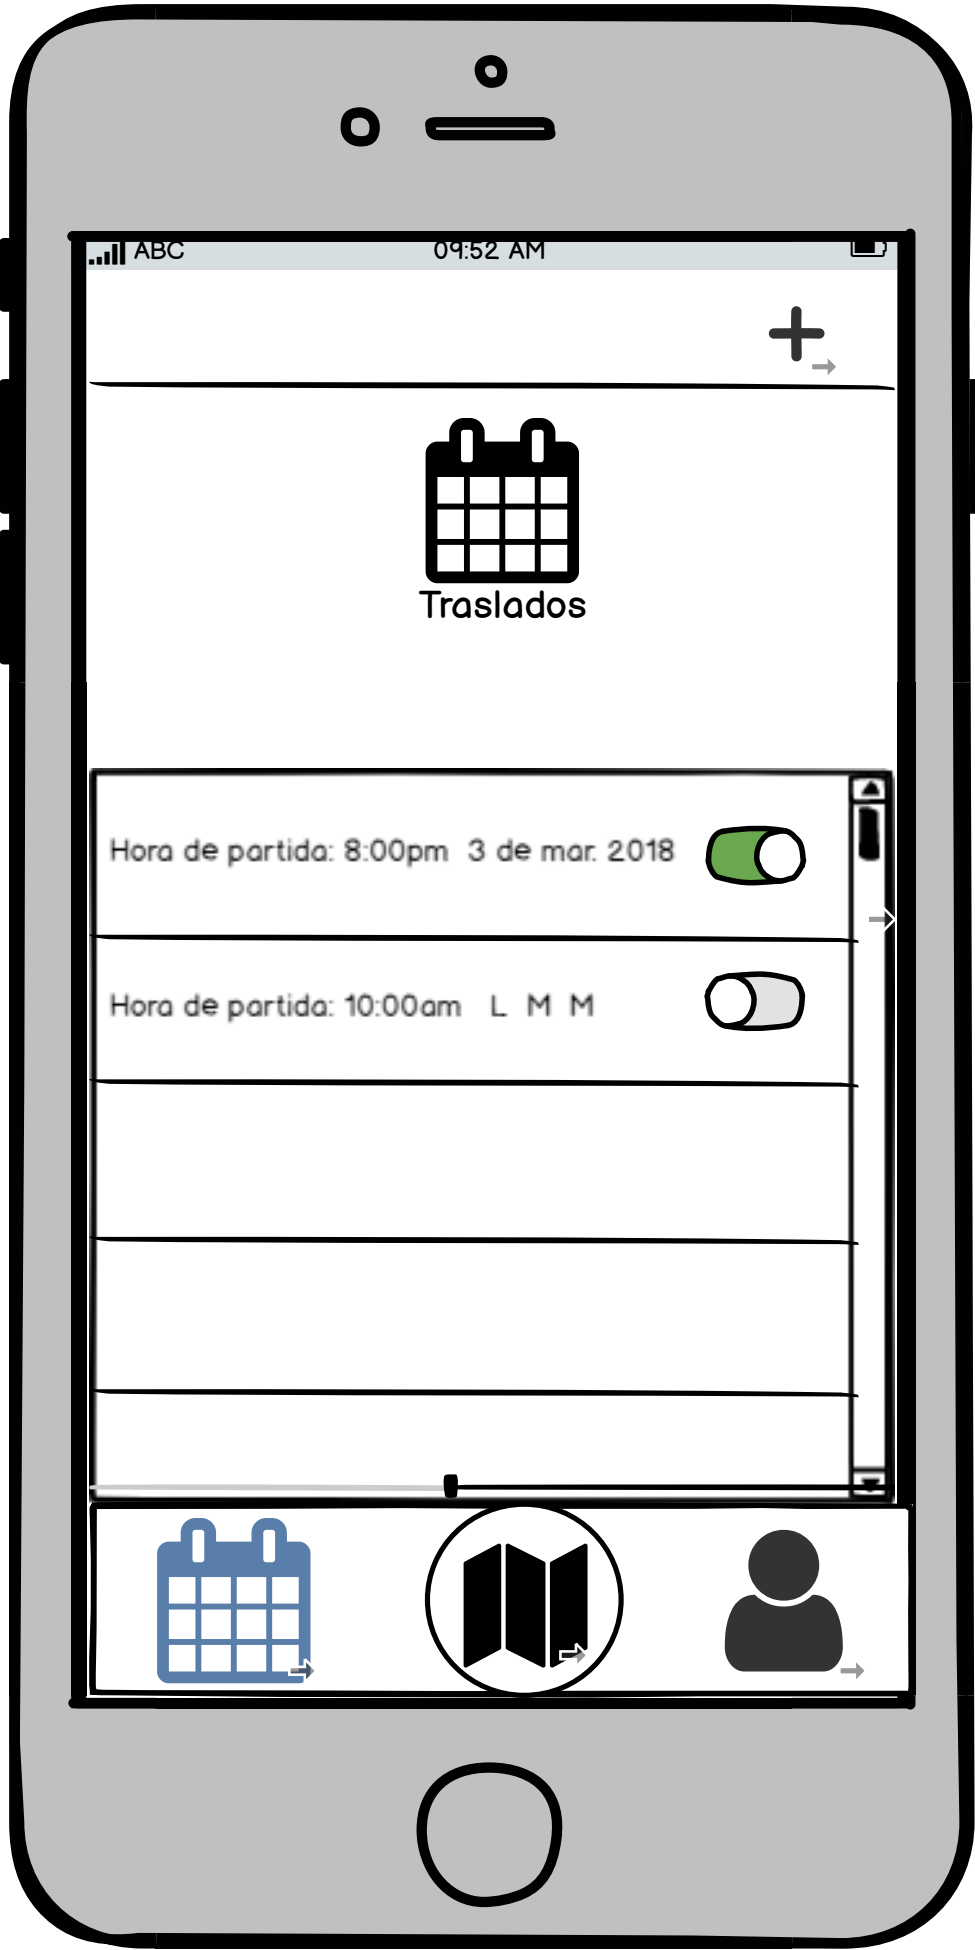 ABC 09:52 AM
Traslados
Hora de partida: 8:00pm 3 de mar. 2018
Hora de partida: 10:00am L M M